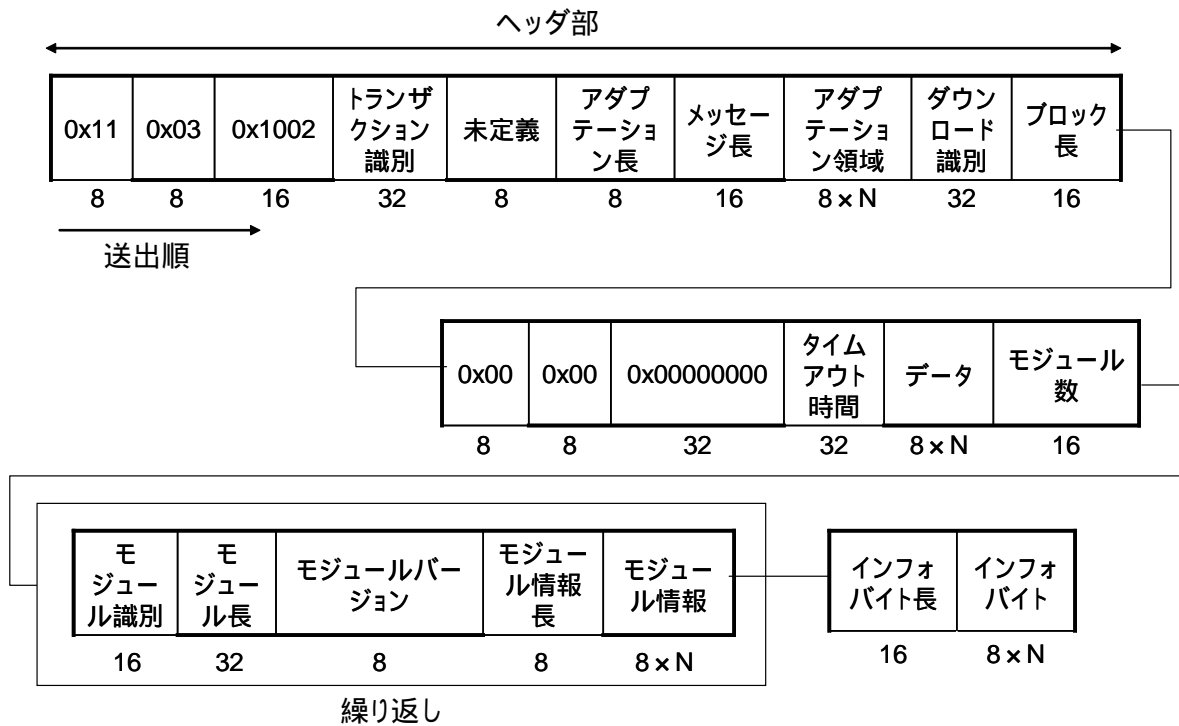 ヘッダ部
0x11
0x03
0x1002
トランザ
クション
識別
未定義
アダプ
テーショ
ン長
メッセー
ジ長
アダプ
テーショ
ン領域
ダウン
ロード
識別
ブロック
長
8
8
16
32
8
8
16
8×N
32
16
送出順
0x00
0x00
0x00000000
タイム
アウト
時間
データ
モジュール
数
8
8
32
32
8×N
16
モ
ジュー
ル識別
モ
ジュー
ル長
モジュールバー
ジョン
モジュー
ル情報
長
モジュー
ル情報
インフォ
バイト長
インフォ
バイト
16
32
8
8
8×N
16
8×N
繰り返し